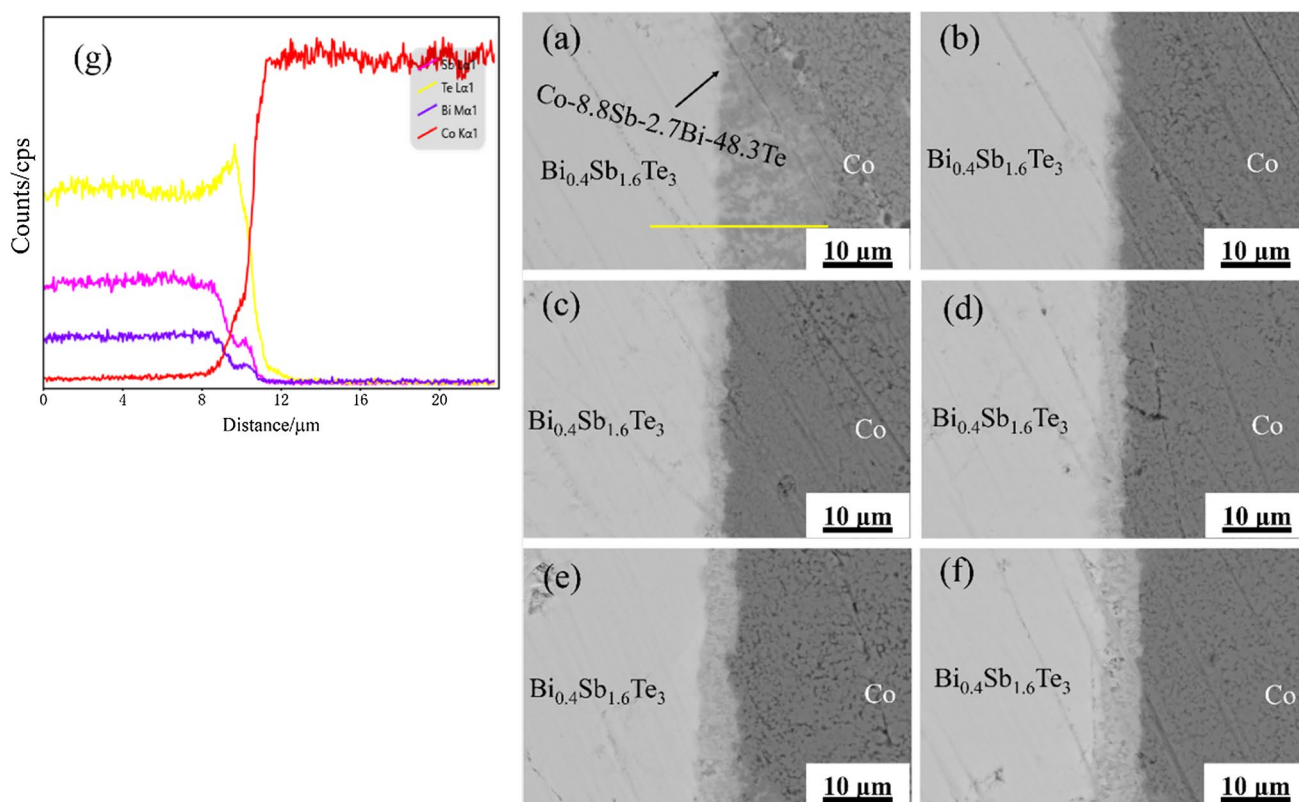 (g)
Sb Lα1
Te Lα1
Bi Mα1
Co Kα1
Counts/cps
0 4 8 12 16 20
Distance/μm
(a)
Co-8.8Sb-2.7Bi-48.3Te
Bi₀.₄Sb₁.₆Te₃
Co
10 μm
(b)
Bi₀.₄Sb₁.₆Te₃
Co
10 μm
(c)
Bi₀.₄Sb₁.₆Te₃
Co
10 μm
(d)
Bi₀.₄Sb₁.₆Te₃
Co
10 μm
(e)
Bi₀.₄Sb₁.₆Te₃
Co
10 μm
(f)
Bi₀.₄Sb₁.₆Te₃
Co
10 μm